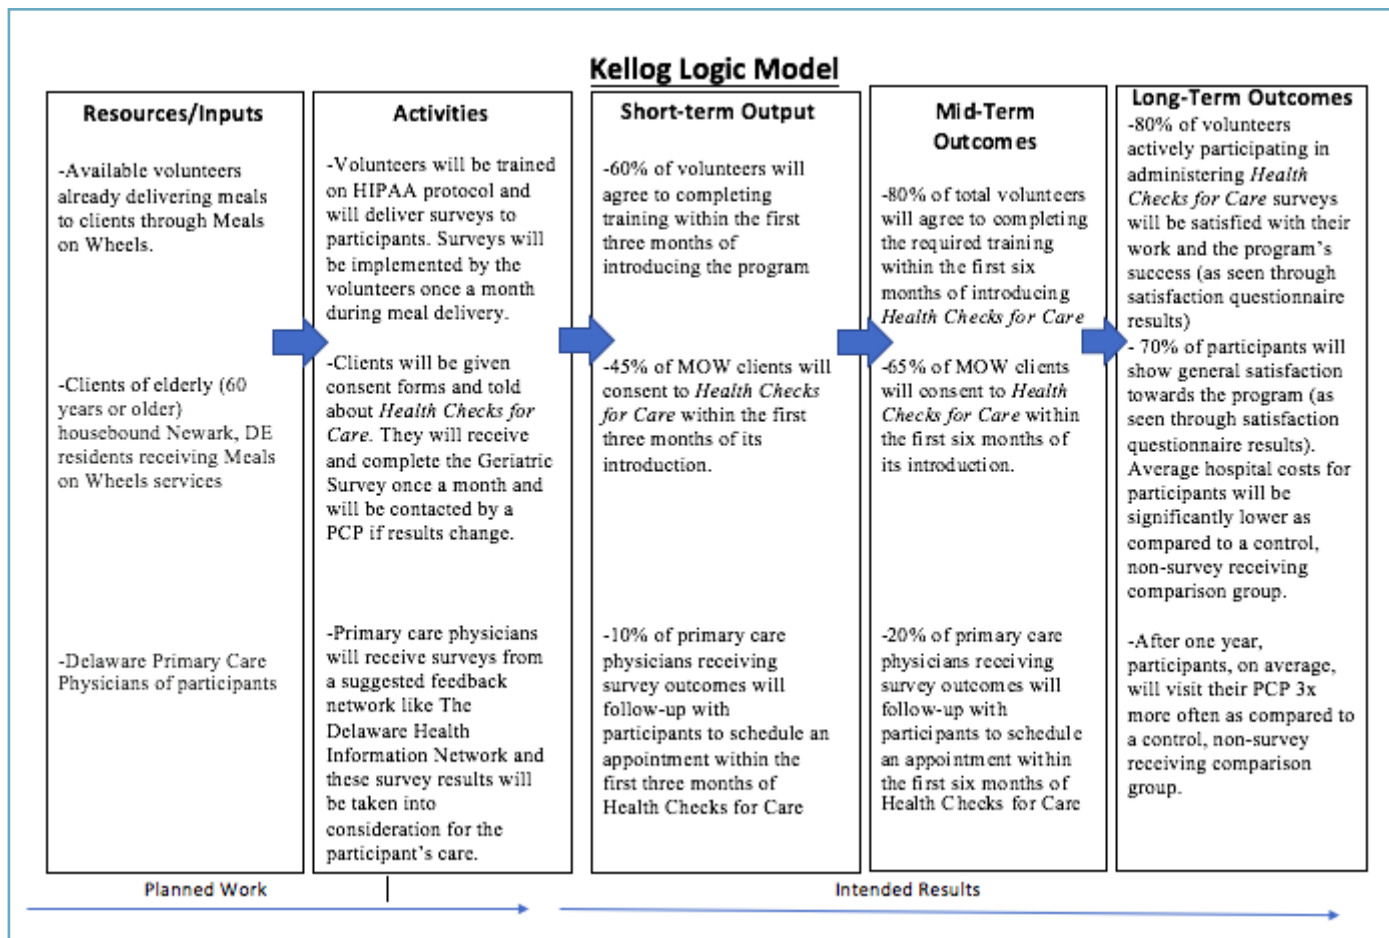 Kellog Logic Model
Resources/Inputs
-Available volunteers
already delivering meals
to clients through Meals
on Wheels.
-Clients of elderly (60
years or older)
housebound Newark, DE
residents receiving Meals
on Wheels services
-Delaware Primary Care
Physicians of participants
Activities
-Volunteers will be trained
on HIPAA protocol and
will deliver surveys to
participants. Surveys will
be implemented by the
volunteers once a month
during meal delivery.
-Clients will be given
consent forms and told
about Health Checks for
Care. They will receive
and complete the Geriatric
Survey once a month and
will be contacted by a
PCP if results change.
-Primary care physicians
will receive surveys from
a suggested feedback
network like The
Delaware Health
Information Network and
these survey results will
be taken into
consideration for the
participant's care.
Short-term Output
-60% of volunteers will
agree to completing
training within the first
three months of
introducing the program
-45% of MOW clients will
consent to Health Checks
for Care within the first
three months of its
introduction.
-10% of primary care
physicians receiving
survey outcomes will
follow-up with
participants to schedule an
appointment within the
first three months of
Health Checks for Care
Mid-Term
Outcomes
-80% of total volunteers
will agree to completing
the required training
within the first six
months of introducing
Health Checks for Care
-65% of MOW clients
will consent to Health
Checks for Care within
the first six months of
its introduction.
-20% of primary care
physicians receiving
survey outcomes will
follow-up with
participants to schedule
an appointment within
the first six months of
Health Checks for Care
Long-Term Outcomes
-80% of volunteers
actively participating in
administering Health
Checks for Care surveys
will be satisfied with their
work and the program's
success (as seen through
satisfaction questionnaire
results)
- 70% of participants will
show general satisfaction
towards the program (as
seen through satisfaction
questionnaire results).
Average hospital costs for
participants will be
significantly lower as
compared to a control,
non-survey receiving
comparison group.
-After one year,
participants, on average,
will visit their PCP 3x
more often as compared to
a control, non-survey
receiving comparison
group.
Planned Work
Intended Results